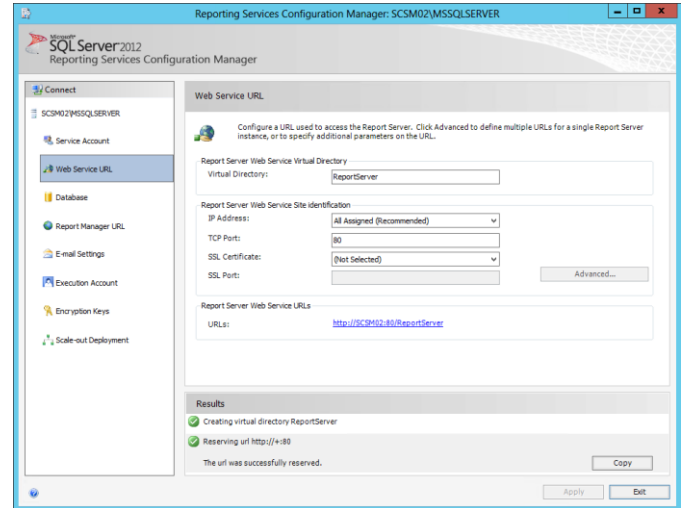 Reporting Services Configuration Manager: SCSM02\MSSQLSERVER
Microsoft
SQL Server 2012
Reporting Services Configuration Manager
Connect
SCSM02\MSSQLSERVER
Service Account
Web Service URL
Database
Report Manager URL
E-mail Settings
Execution Account
Encryption Keys
Scale-out Deployment
Web Service URL
Configure a URL used to access the Report Server. Click Advanced to define multiple URLs for a single Report Server
instance, or to specify additional parameters on the URL.
Report Server Web Service Virtual Directory
Virtual Directory: ReportServer
Report Server Web Service Site identification
IP Address: All Assigned (Recommended)
TCP Port: 80
SSL Certificate: (Not Selected)
SSL Port:
Advanced...
Report Server Web Service URLs
URLs: http://SCSM02:80/ReportServer
Results
Creating virtual directory ReportServer
Reserving url http://+:80
The url was successfully reserved.
Copy
Apply
Exit